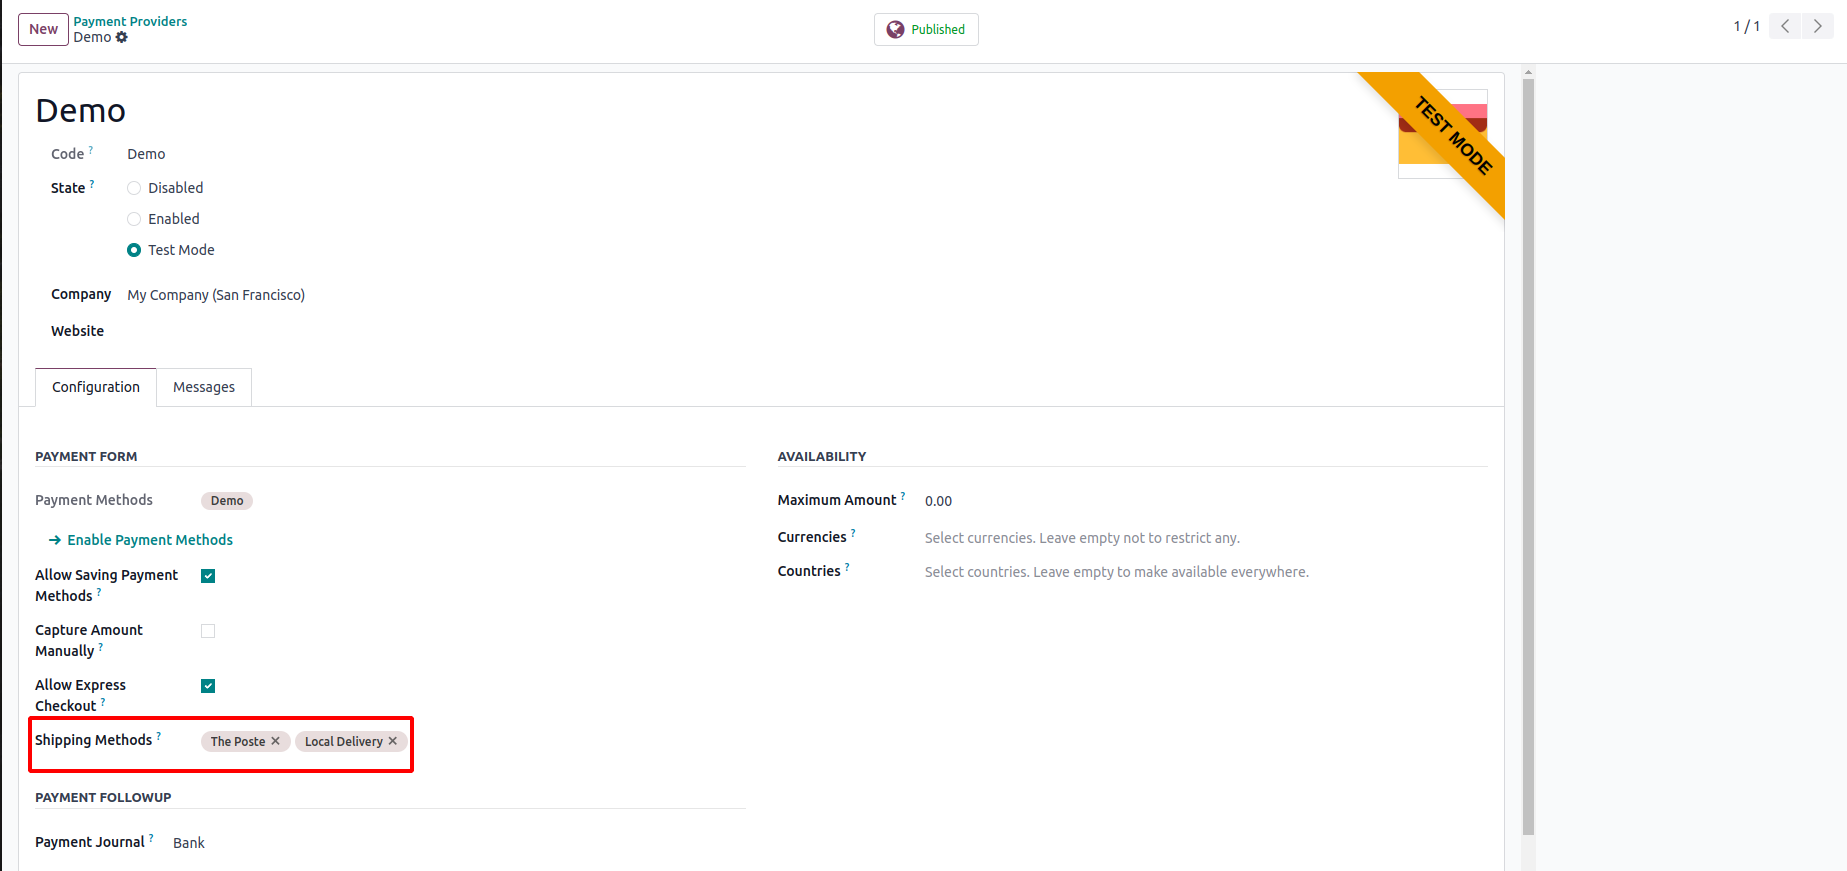 New
Payment Providers
Demo
Published
1 / 1
TEST MODE
Demo
Code ? Demo
State ? Disabled
Enabled
Test Mode
Company My Company (San Francisco)
Website
Configuration Messages
PAYMENT FORM
Payment Methods Demo
Enable Payment Methods
Allow Saving Payment
Methods ?
Capture Amount
Manually ?
Allow Express
Checkout ?
Shipping Methods ? The Poste × Local Delivery ×
PAYMENT FOLLOWUP
Payment Journal ? Bank
AVAILABILITY
Maximum Amount ? 0.00
Currencies ? Select currencies. Leave empty not to restrict any.
Countries ? Select countries. Leave empty to make available everywhere.